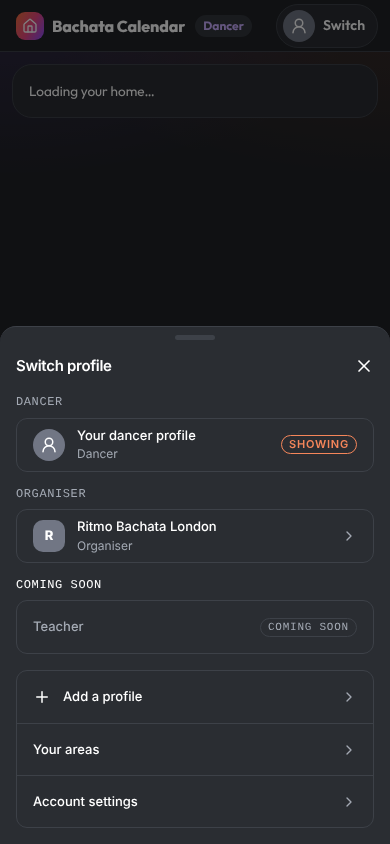 Bachata Calendar
Dancer
Switch
Loading your home...
Switch profile
DANCER
Your dancer profile
Dancer
SHOWING
ORGANISER
R
Ritmo Bachata London
Organiser
COMING SOON
Teacher
COMING SOON
Add a profile
Your areas
Account settings